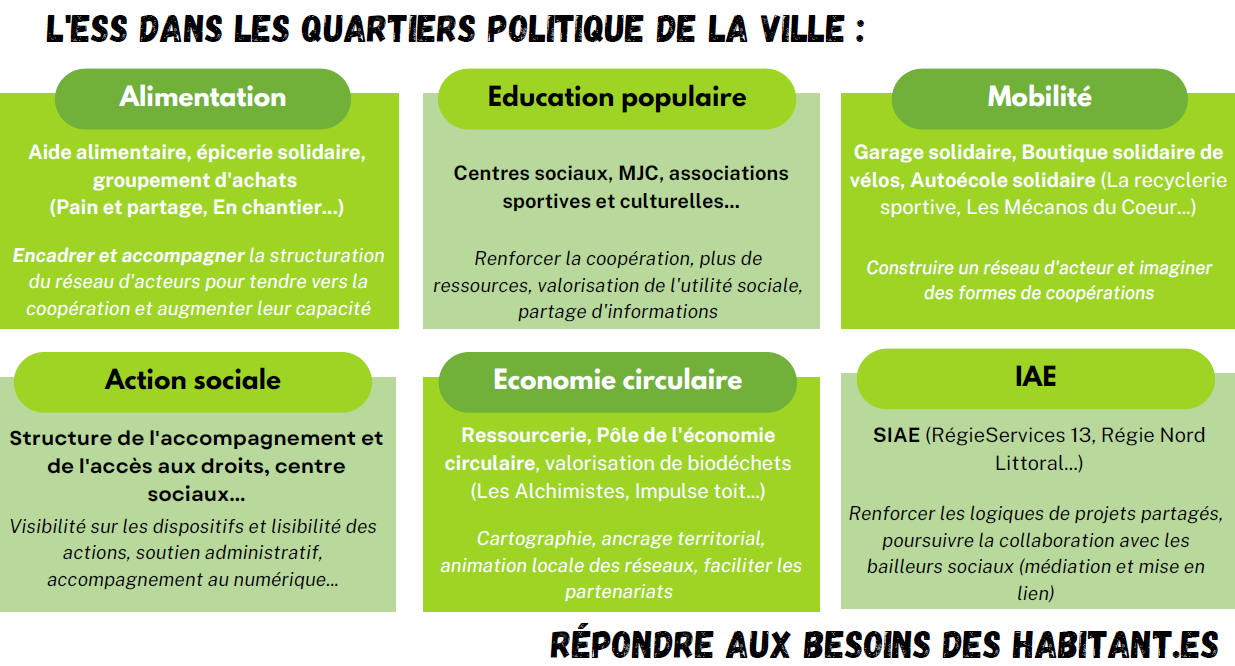 L'ESS DANS LES QUARTIERS POLITIQUE DE LA VILLE :
Alimentation
Aide alimentaire, épicerie solidaire,
groupement d'achats
(Pain et partage, En chantier...)
Encadrer et accompagner la structuration
du réseau d'acteurs pour tendre vers la
coopération et augmenter leur capacité
Education populaire
Centres sociaux, MJC, associations
sportives et culturelles...
Renforcer la coopération, plus de
ressources, valorisation de l'utilité sociale,
partage d'informations
Mobilité
Garage solidaire, Boutique solidaire de
vélos, Autoécole solidaire (La recyclerie
sportive, Les Mécanos du Coeur...)
Construire un réseau d'acteur et imaginer
des formes de coopérations
Action sociale
Structure de l'accompagnement et
de l'accès aux droits, centre
sociaux...
Visibilité sur les dispositifs et lisibilité des
actions, soutien administratif,
accompagnement au numérique...
Economie circulaire
Ressourcerie, Pôle de l'économie
circulaire, valorisation de biodéchets
(Les Alchimistes, Impulse toit...)
Cartographie, ancrage territorial,
animation locale des réseaux, faciliter les
partenariats
IAE
SIAE (RégieServices 13, Régie Nord
Littoral...)
Renforcer les logiques de projets partagés,
poursuivre la collaboration avec les
bailleurs sociaux (médiation et mise en
lien)
RÉPONDRE AUX BESOINS DES HABITANT.ES